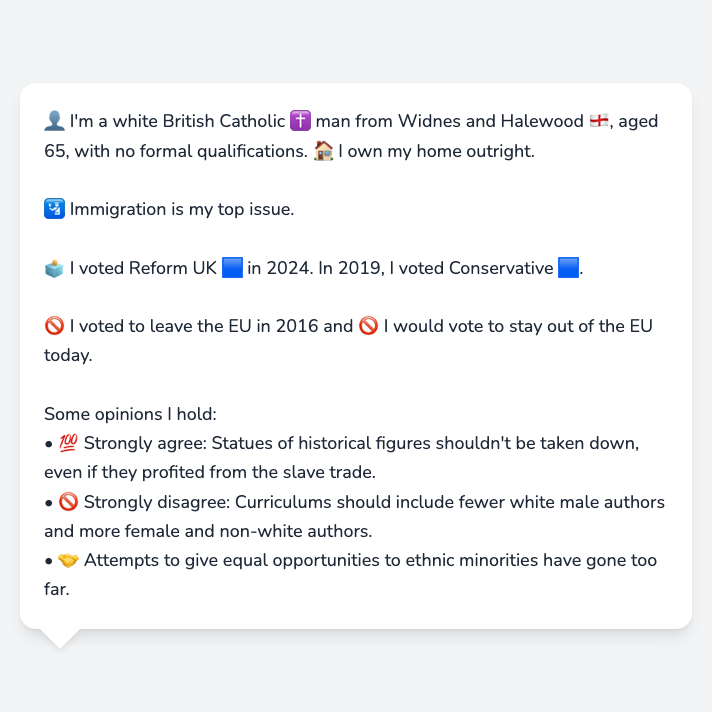 👤 I'm a white British Catholic ✝️ man from Widnes and Halewood 🏴󠁧󠁢󠁥󠁮󠁧󠁿, aged
65, with no formal qualifications. 🏠 I own my home outright.
🛂 Immigration is my top issue.
🗳️ I voted Reform UK 🟦 in 2024. In 2019, I voted Conservative 🟦.
🚫 I voted to leave the EU in 2016 and 🚫 I would vote to stay out of the EU
today.
Some opinions I hold:
• 💯 Strongly agree: Statues of historical figures shouldn't be taken down,
even if they profited from the slave trade.
• 🚫 Strongly disagree: Curriculums should include fewer white male authors
and more female and non-white authors.
• 🤝 Attempts to give equal opportunities to ethnic minorities have gone too
far.